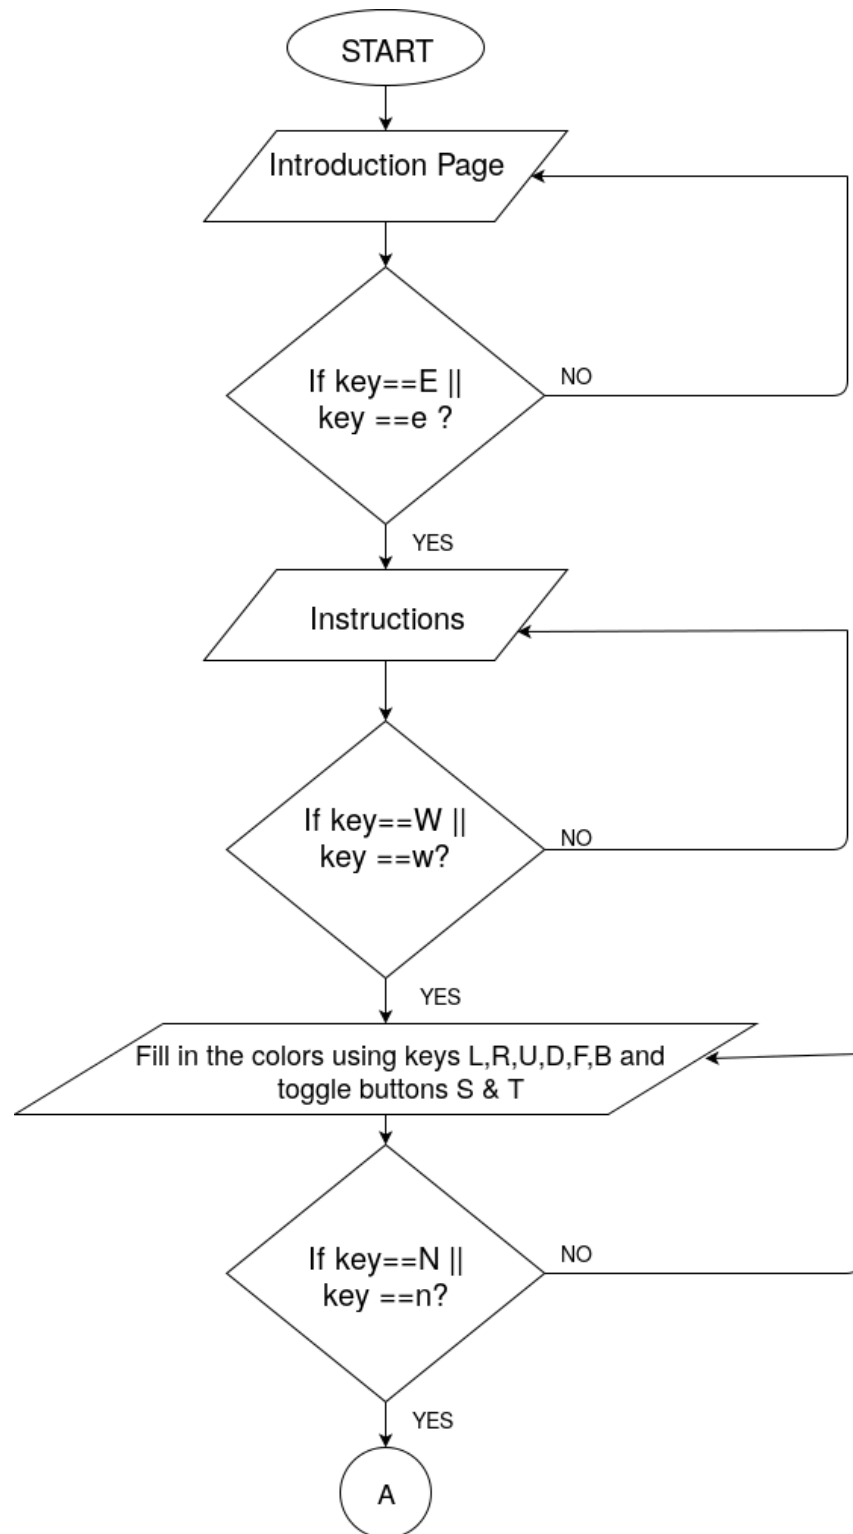 START
Introduction Page
If key==E ||
key ==e ?
NO
YES
Instructions
If key==W ||
key ==w?
NO
YES
Fill in the colors using keys L,R,U,D,F,B and
toggle buttons S & T
If key==N ||
key ==n?
NO
YES
A